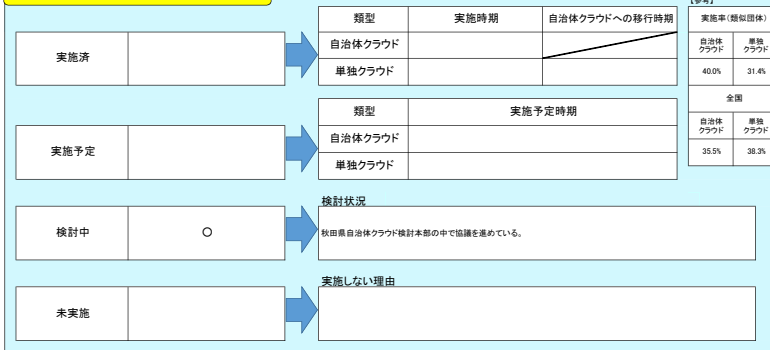 【参考】
類型 実施時期 自治体クラウドへの移行時期
実施済
自治体クラウド
単独クラウド
実施率(類似団体)
自治体クラウド 単独クラウド
40.0% 31.4%
全国
自治体クラウド 単独クラウド
35.5% 38.3%
類型 実施予定時期
実施予定
自治体クラウド
単独クラウド
検討状況
検討中 ○
秋田県自治体クラウド検討本部の中で協議を進めている。
実施しない理由
未実施